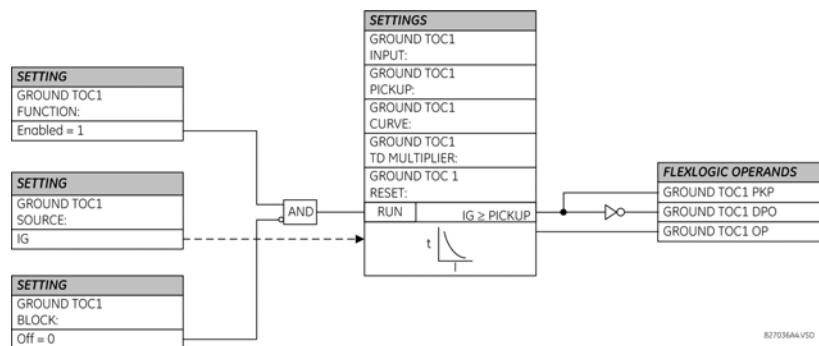 SETTING
GROUND TOC1
FUNCTION:
Enabled = 1
SETTING
GROUND TOC1
SOURCE:
IG
SETTING
GROUND TOC1
BLOCK:
Off = 0
AND
SETTINGS
GROUND TOC1
INPUT:
GROUND TOC1
PICKUP:
GROUND TOC1
CURVE:
GROUND TOC1
TD MULTIPLIER:
GROUND TOC 1
RESET:
RUN
IG ≥ PICKUP
t
I
FLEXLOGIC OPERANDS
GROUND TOC1 PKP
GROUND TOC1 DPO
GROUND TOC1 OP
827036A4.VSD